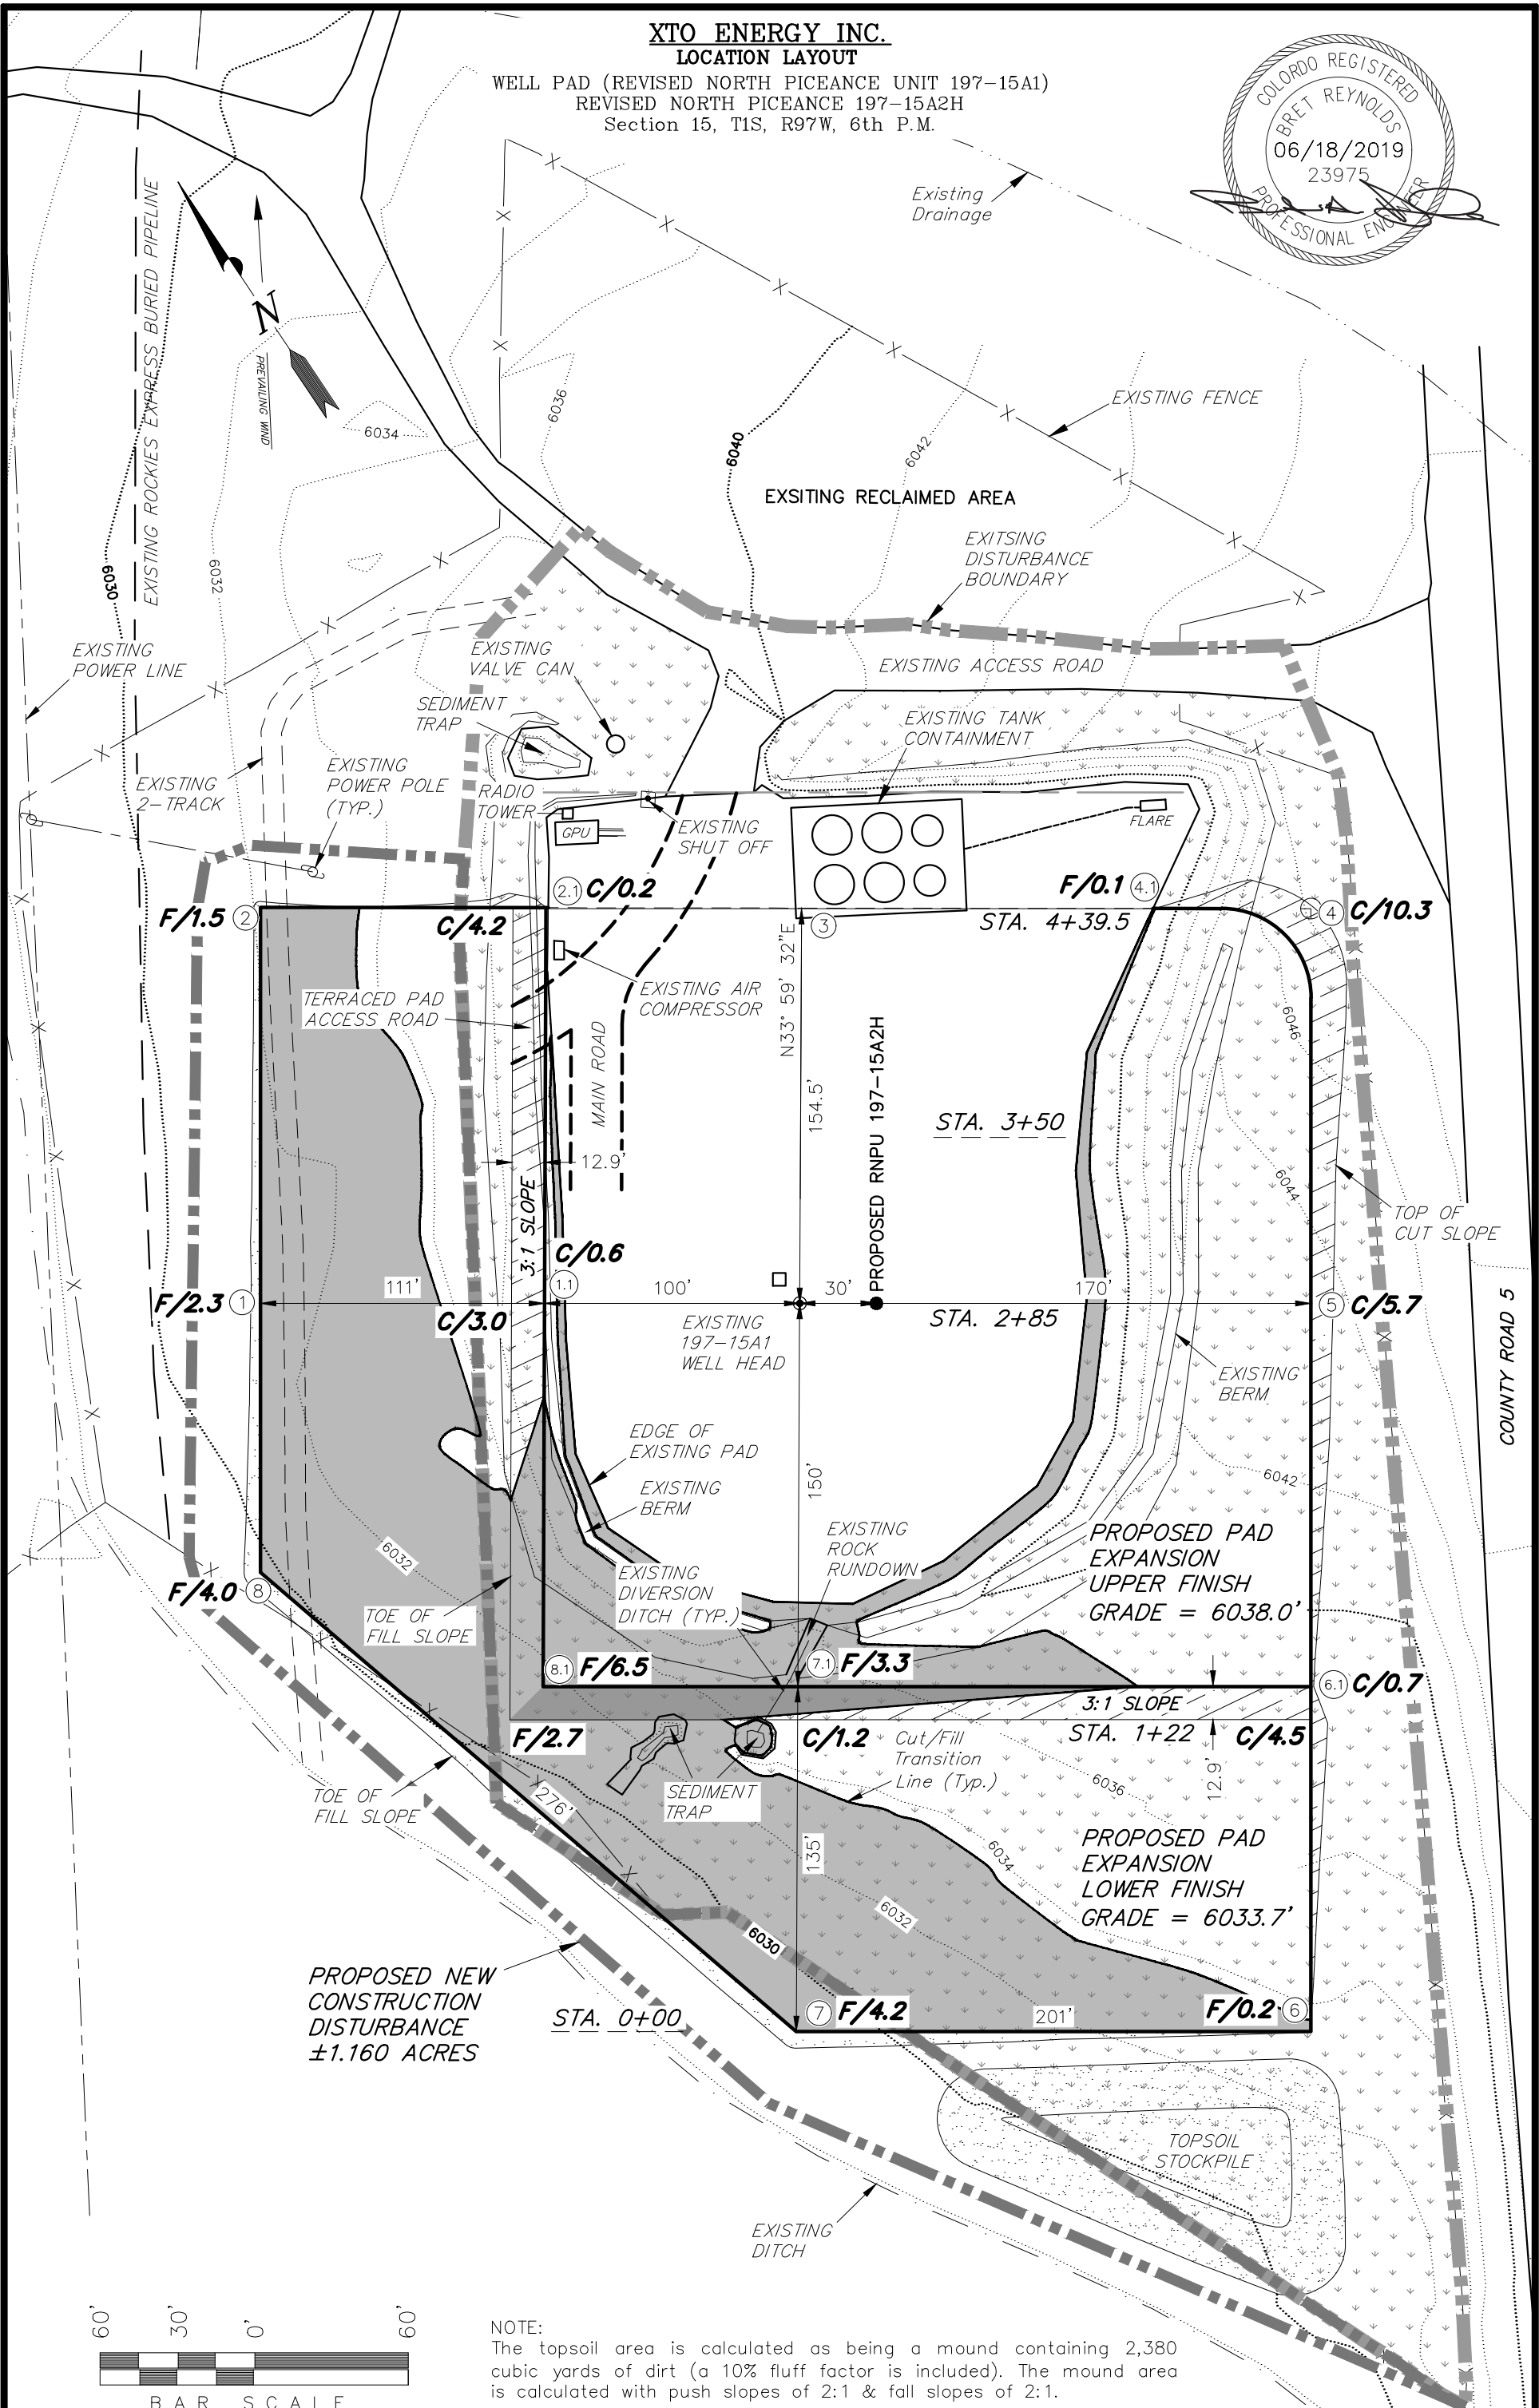 XTO ENERGY INC.
LOCATION LAYOUT
WELL PAD (REVISED NORTH PICEANCE UNIT 197-15A1)
REVISED NORTH PICEANCE 197-15A2H
Section 15, T1S, R97W, 6th P.M.
COLORDO REGISTERED
BRET REYNOLDS
06/18/2019
23975
PROFESSIONAL ENGINEER
Existing
Drainage
EXISTING ROCKIES EXPRESS BURIED PIPELINE
N
PREVAILING WIND
6034
6036
6040
6042
EXISTING FENCE
EXSITING RECLAIMED AREA
EXITSING
DISTURBANCE
BOUNDARY
6030
6032
EXISTING
POWER LINE
EXISTING
VALVE CAN
EXISTING ACCESS ROAD
SEDIMENT
TRAP
EXISTING TANK
CONTAINMENT
EXISTING
2-TRACK
EXISTING
POWER POLE
(TYP.)
RADIO
TOWER
GPU
EXISTING
SHUT OFF
FLARE
2.1 C/0.2
F/0.1 4.1
F/1.5 2
C/4.2
3
STA. 4+39.5
4 C/10.3
TERRACED PAD
ACCESS ROAD
EXISTING AIR
COMPRESSOR
N33° 59' 32"E
6046
MAIN ROAD
154.5'
PROPOSED RNPU 197-15A2H
STA. 3+50
12.9'
3:1 SLOPE
6044
TOP OF
CUT SLOPE
C/0.6
1.1
F/2.3 1
111'
C/3.0
100'
30'
170'
5 C/5.7
STA. 2+85
EXISTING
197-15A1
WELL HEAD
COUNTY ROAD 5
EXISTING
BERM
EDGE OF
EXISTING PAD
EXISTING
BERM
150'
6042
EXISTING
ROCK
RUNDOWN
PROPOSED PAD
EXPANSION
UPPER FINISH
GRADE = 6038.0'
6032
F/4.0 8
EXISTING
DIVERSION
DITCH (TYP.)
TOE OF
FILL SLOPE
8.1 F/6.5
7.1 F/3.3
6.1 C/0.7
3:1 SLOPE
F/2.7
C/1.2
STA. 1+22
C/4.5
Cut/Fill
Transition
Line (Typ.)
12.9'
6036
TOE OF
FILL SLOPE
276'
SEDIMENT
TRAP
135'
6034
PROPOSED PAD
EXPANSION
LOWER FINISH
GRADE = 6033.7'
6032
6030
PROPOSED NEW
CONSTRUCTION
DISTURBANCE
±1.160 ACRES
STA. 0+00
7 F/4.2
201'
F/0.2 6
TOPSOIL
STOCKPILE
EXISTING
DITCH
60' 30' 0' 60'
BAR SCALE
NOTE:
The topsoil area is calculated as being a mound containing 2,380
cubic yards of dirt (a 10% fluff factor is included). The mound area
is calculated with push slopes of 2:1 & fall slopes of 2:1.